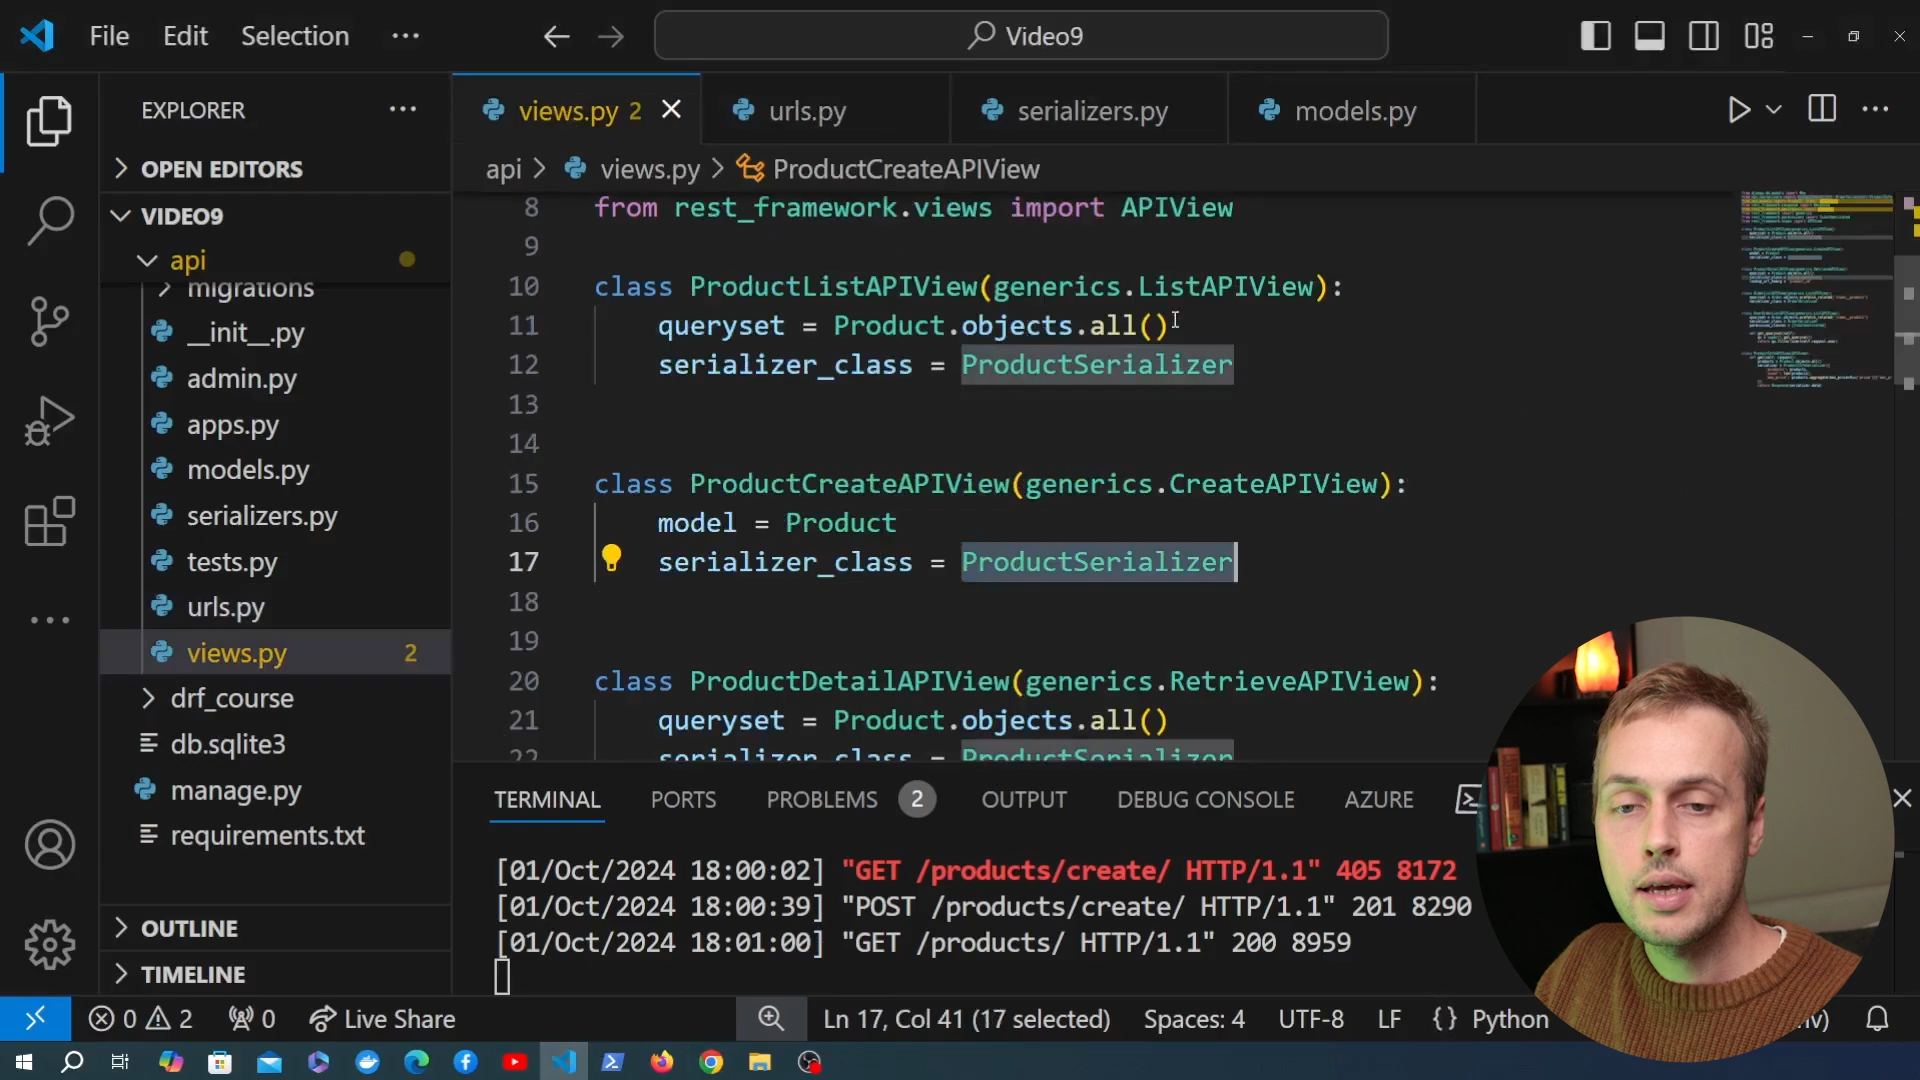 File Edit Selection ··· Video9
EXPLORER ···
OPEN EDITORS
VIDEO9
api
migrations
__init__.py
admin.py
apps.py
models.py
serializers.py
tests.py
urls.py
views.py 2
drf_course
db.sqlite3
manage.py
requirements.txt
OUTLINE
TIMELINE
views.py 2 urls.py serializers.py models.py
api > views.py > ProductCreateAPIView
8 from rest_framework.views import APIView
9
10 class ProductListAPIView(generics.ListAPIView):
11 queryset = Product.objects.all()
12 serializer_class = ProductSerializer
13
14
15 class ProductCreateAPIView(generics.CreateAPIView):
16 model = Product
17 serializer_class = ProductSerializer
18
19
20 class ProductDetailAPIView(generics.RetrieveAPIView):
21 queryset = Product.objects.all()
22 serializer_class = ProductSerializer
TERMINAL PORTS PROBLEMS 2 OUTPUT DEBUG CONSOLE AZURE
[01/Oct/2024 18:00:02] "GET /products/create/ HTTP/1.1" 405 8172
[01/Oct/2024 18:00:39] "POST /products/create/ HTTP/1.1" 201 8290
[01/Oct/2024 18:01:00] "GET /products/ HTTP/1.1" 200 8959
0 2 0 Live Share Ln 17, Col 41 (17 selected) Spaces: 4 UTF-8 LF {} Python